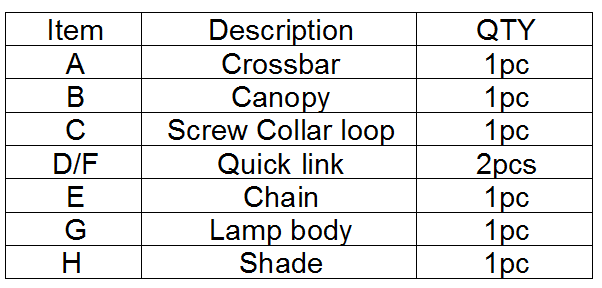 Item Description QTY
A Crossbar 1pc
B Canopy 1pc
C Screw Collar loop 1pc
D/F Quick link 2pcs
E Chain 1pc
G Lamp body 1pc
H Shade 1pc